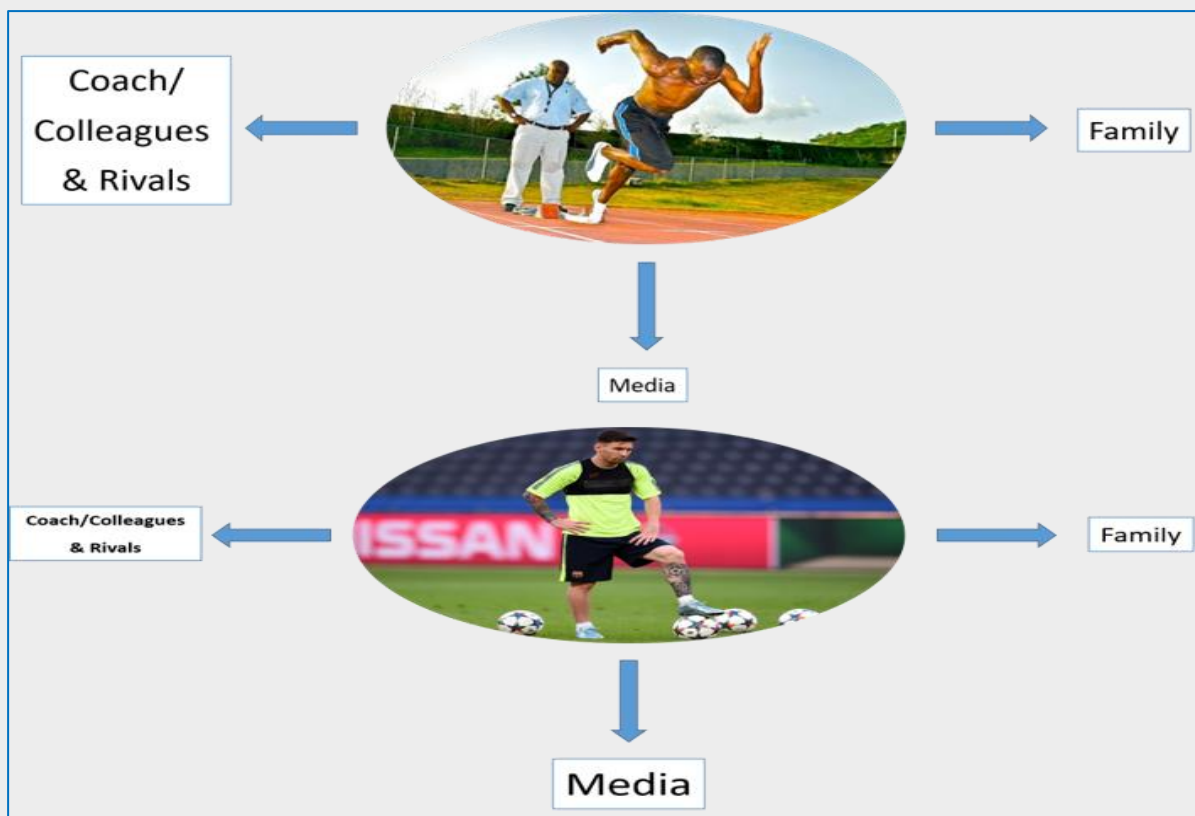 Coach/
Colleagues
& Rivals
Family
Media
Coach/Colleagues
& Rivals
ISSAN
Family
Media